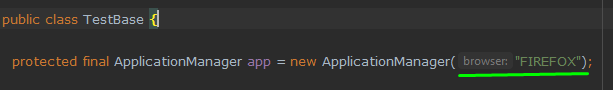 public class TestBase {
protected final ApplicationManager app = new ApplicationManager( browser: "FIREFOX");